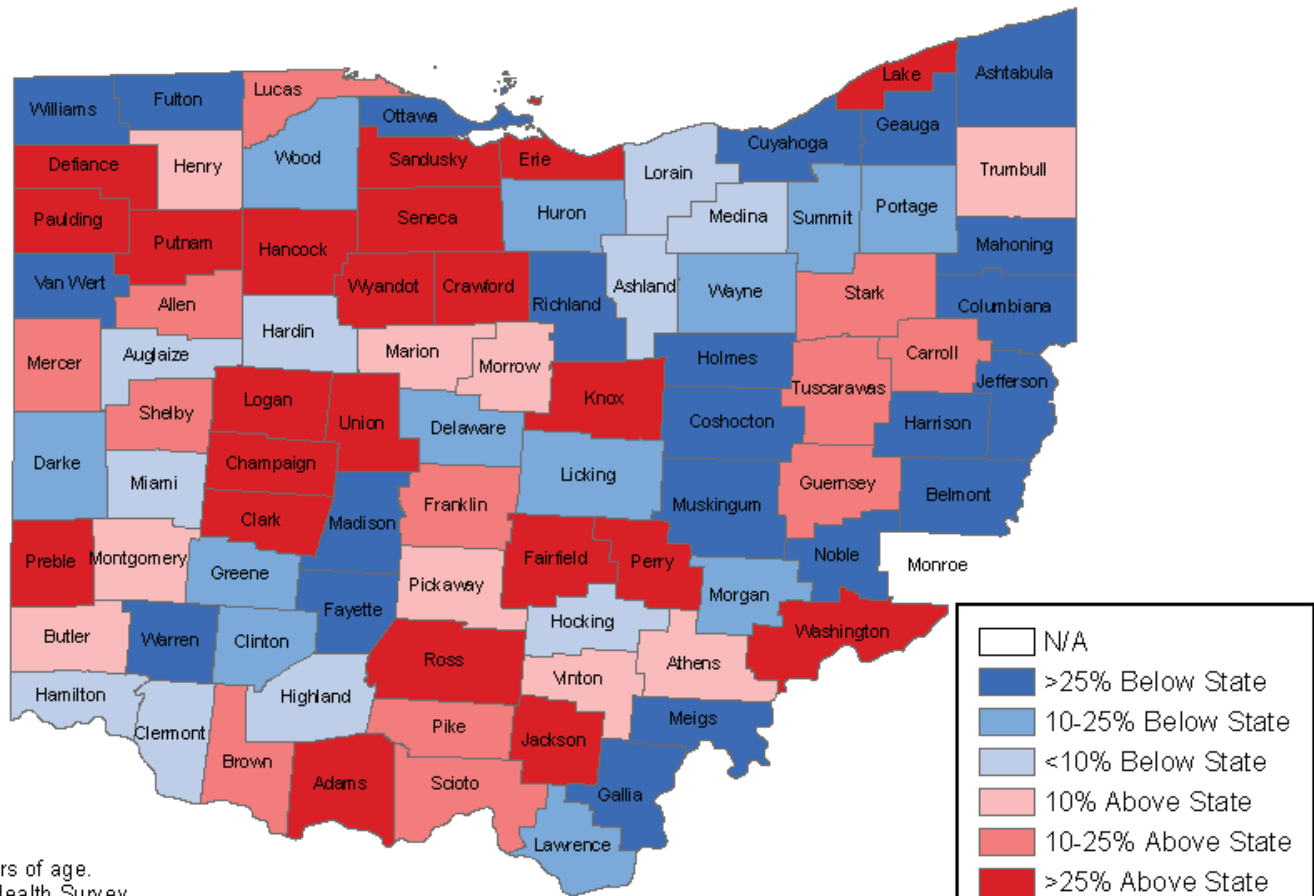 Williams
Fulton
Lucas
Ottawa
Lake
Ashtabula
Geauga
Cuyahoga
Defiance
Henry
Wood
Sandusky
Erie
Lorain
Trumbull
Paulding
Putnam
Hancock
Seneca
Huron
Medina
Summit
Portage
Mahoning
Van Wert
Allen
Wyandot
Crawford
Richland
Ashland
Wayne
Stark
Columbiana
Mercer
Auglaize
Hardin
Marion
Morrow
Holmes
Carroll
Tuscarawas
Jefferson
Shelby
Logan
Union
Knox
Coshocton
Harrison
Delaware
Darke
Miami
Champaign
Licking
Guernsey
Belmont
Muskingum
Franklin
Clark
Madison
Preble
Montgomery
Greene
Fairfield
Perry
Noble
Monroe
Pickaway
Morgan
Fayette
Butler
Warren
Clinton
Hocking
Washington
Ross
Athens
Vinton
Hamilton
Highland
Clermont
Pike
Meigs
Jackson
Brown
Adams
Scioto
Gallia
Lawrence
N/A
>25% Below State
10-25% Below State
<10% Below State
10% Above State
10-25% Above State
>25% Above State
rs of age.
Health Survey